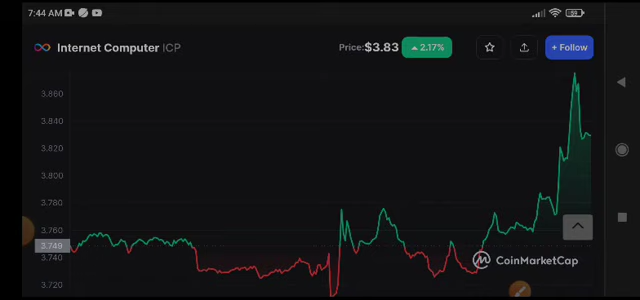 7:44 AM
59
Internet Computer ICP
Price: $3.83 2.17%
+ Follow
3.860
3.840
3.820
3.800
3.780
3.760
3.749
3.740
3.720
CoinMarketCap